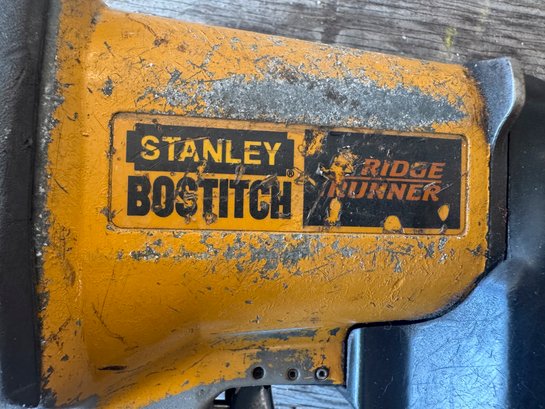 STANLEY
BOSTITCH
RIDGE
RUNNER